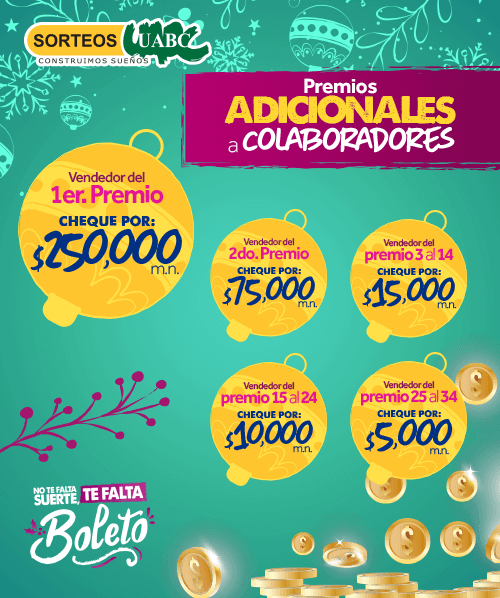 SORTEOS UABC
CONSTRUIMOS SUEÑOS
Premios
ADICIONALES
a COLABORADORES
Vendedor del
1er. Premio
CHEQUE POR:
$250,000
m.n.
Vendedor del
2do. Premio
CHEQUE POR:
$75,000
m.n.
Vendedor del
premio 3 al 14
CHEQUE POR:
$15,000
m.n.
Vendedor del
premio 15 al 24
CHEQUE POR:
$10,000
m.n.
Vendedor del
premio 25 al 34
CHEQUE POR:
$5,000
m.n.
NO TE FALTA
SUERTE, TE FALTA
Boleto